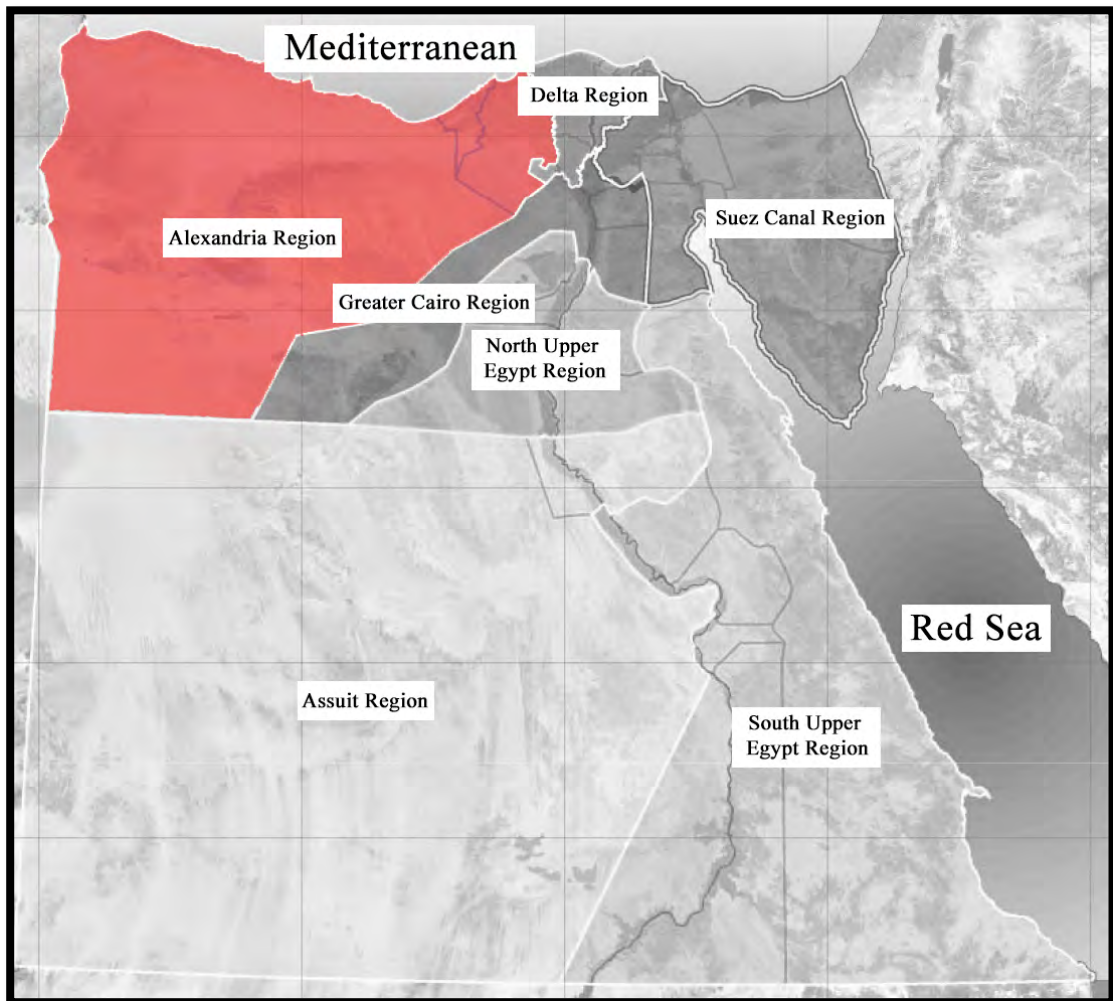 Mediterranean
Delta Region
Alexandria Region
Suez Canal Region
Greater Cairo Region
North Upper
Egypt Region
Red Sea
Assuit Region
South Upper
Egypt Region